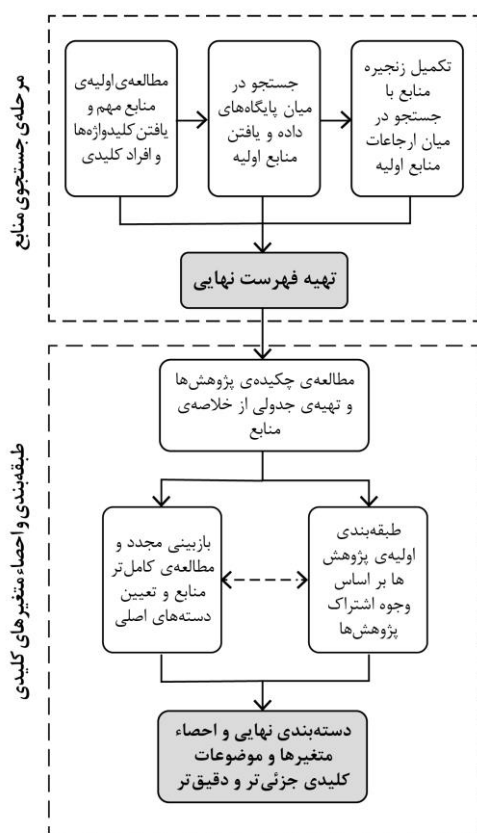 مرحله‌ی جستجوی منابع
مطالعه‌ی اولیه‌ی
منابع مهم و
یافتن کلیدواژه‌ها
و افراد کلیدی
جستجو در
میان پایگاه‌های
داده و یافتن
منابع اولیه
تکمیل زنجیره
منابع با
جستجو در
میان ارجاعات
منابع اولیه
تهیه فهرست نهایی
طبقه‌بندی و احصاء متغیرهای کلیدی
مطالعه‌ی چکیده‌ی پژوهش‌ها
و تهیه‌ی جدولی از خلاصه‌ی
منابع
طبقه‌بندی
اولیه‌ی پژوهش
ها بر اساس
وجوه اشتراک
پژوهش‌ها
بازبینی مجدد و
مطالعه‌ی کامل‌تر
منابع و تعیین
دسته‌های اصلی
دسته‌بندی نهایی و احصاء
متغیرها و موضوعات
کلیدی جزئی‌تر و دقیق‌تر